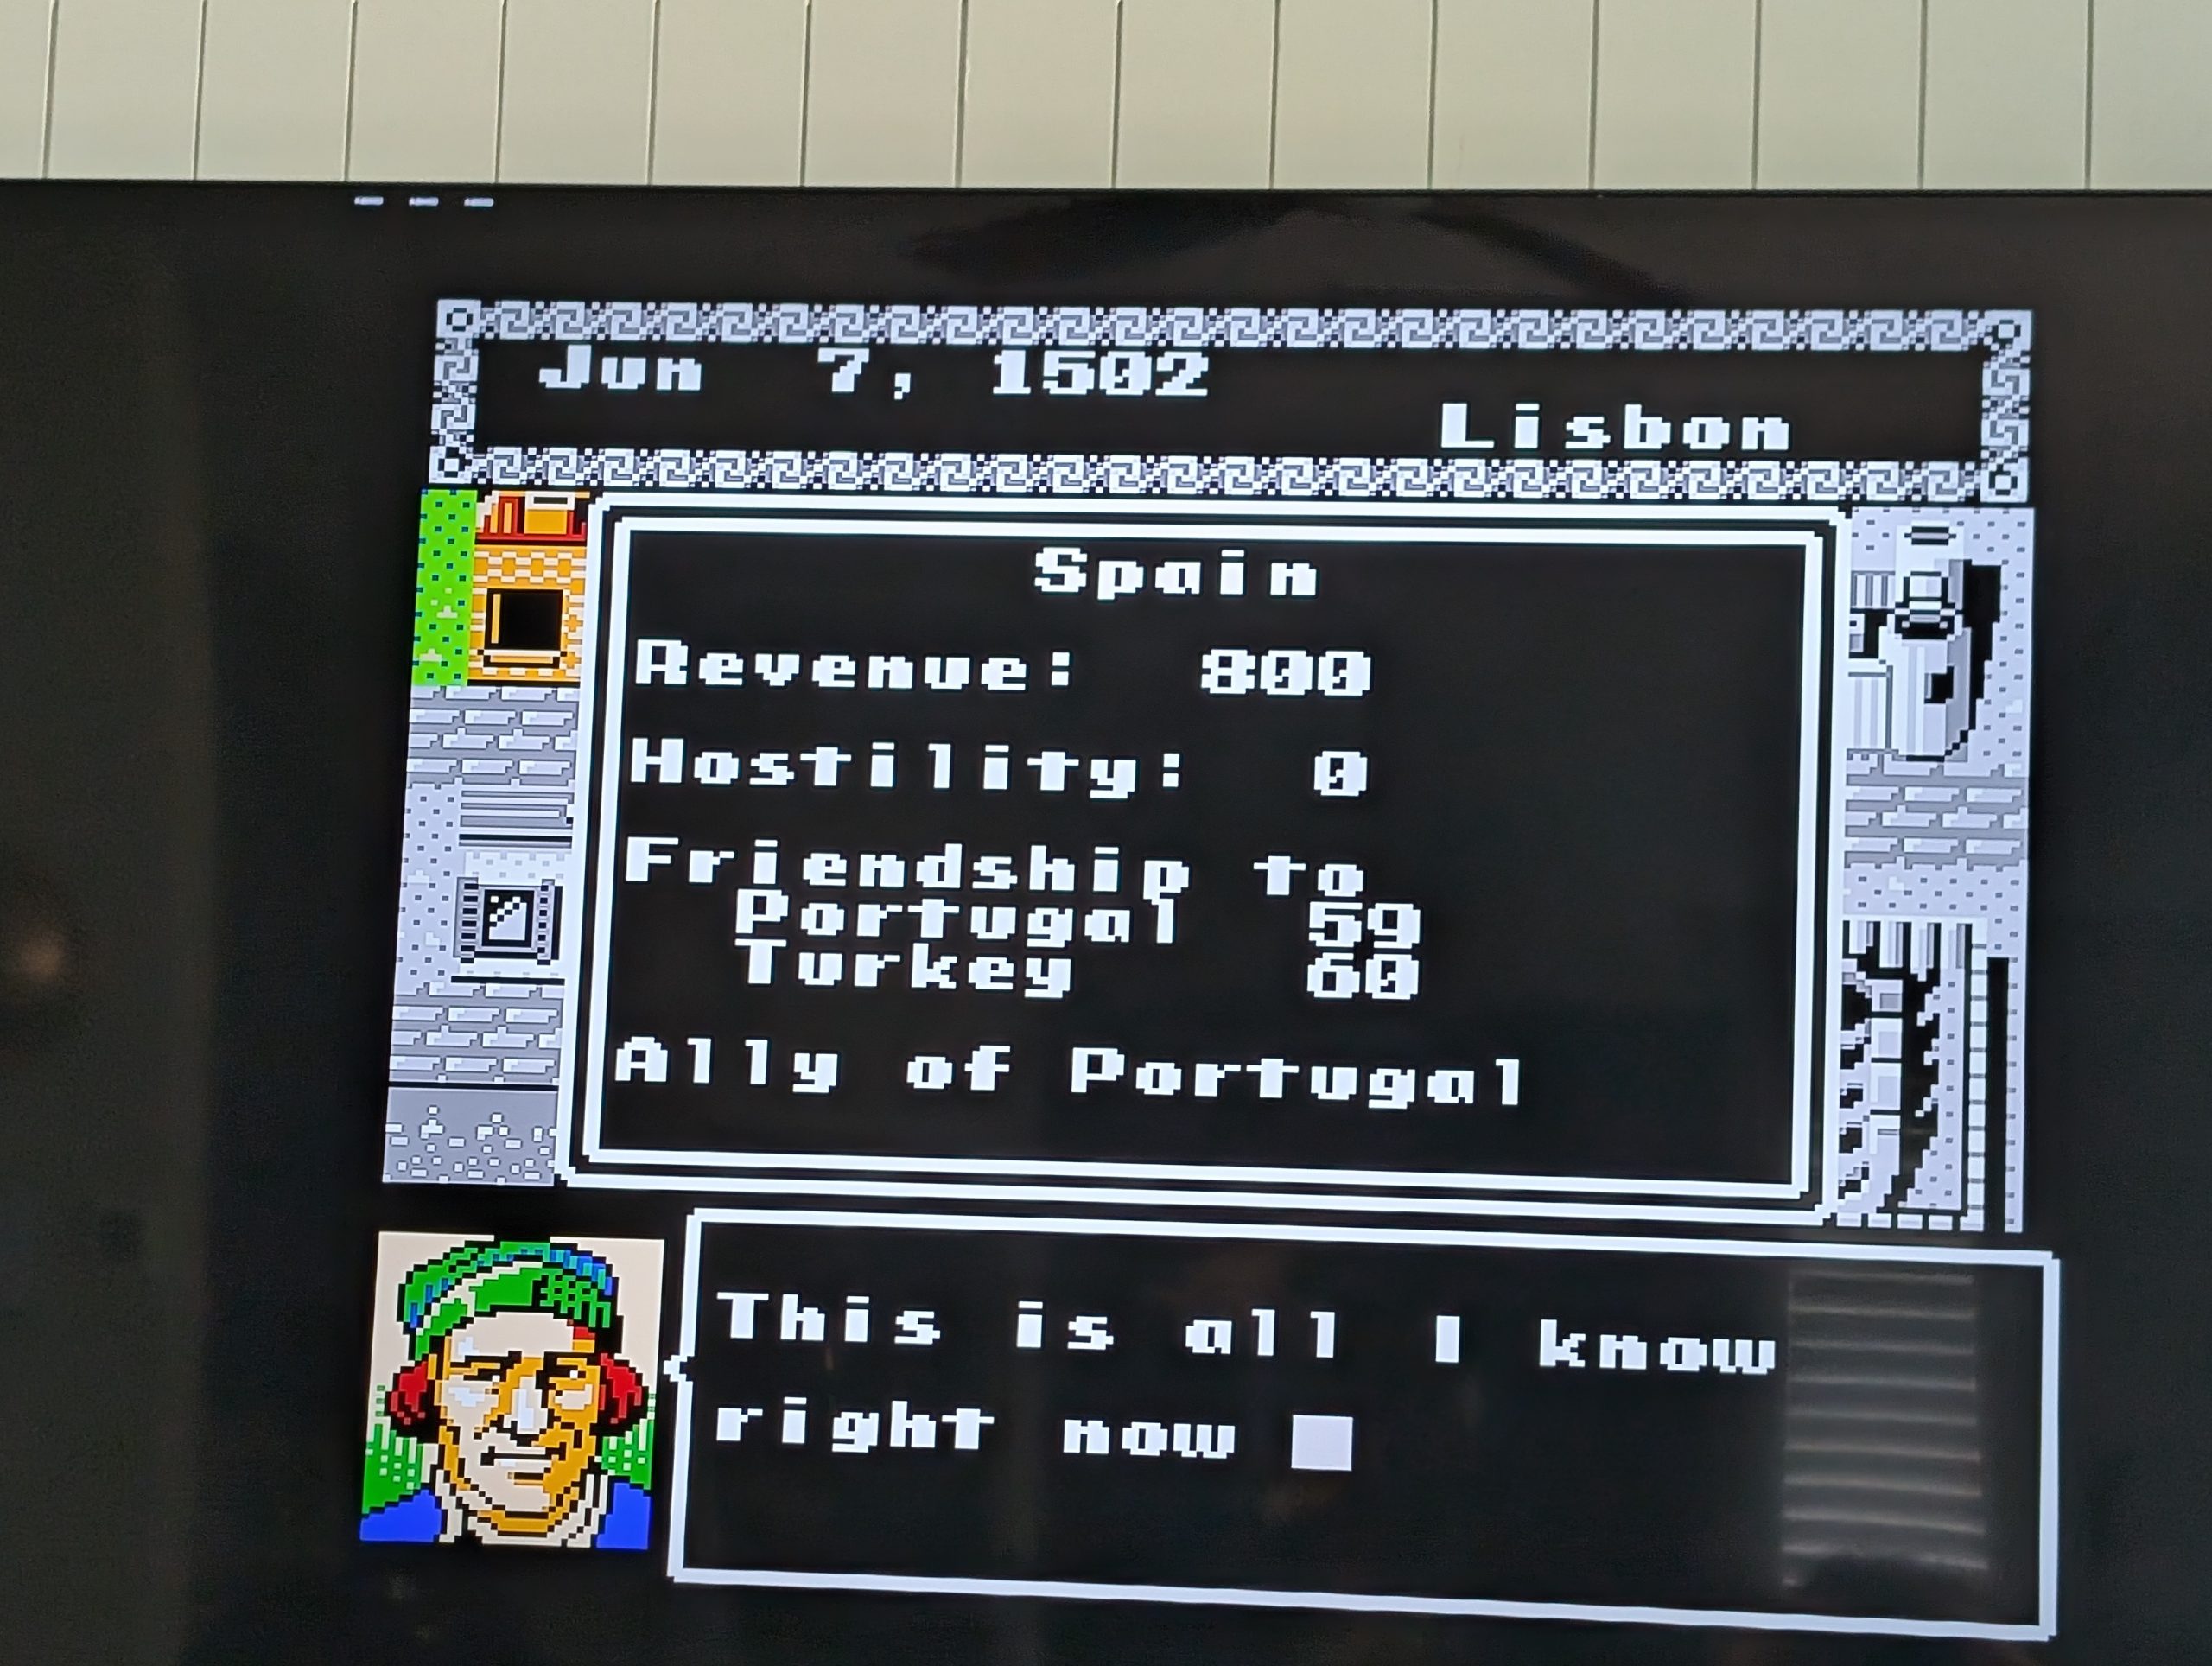 Jun 7, 1502
Lisbon
Spain
Revenue: 800
Hostility: 0
Friendship to
Portugal 59
Turkey 60
Ally of Portugal
This is all I know
right now